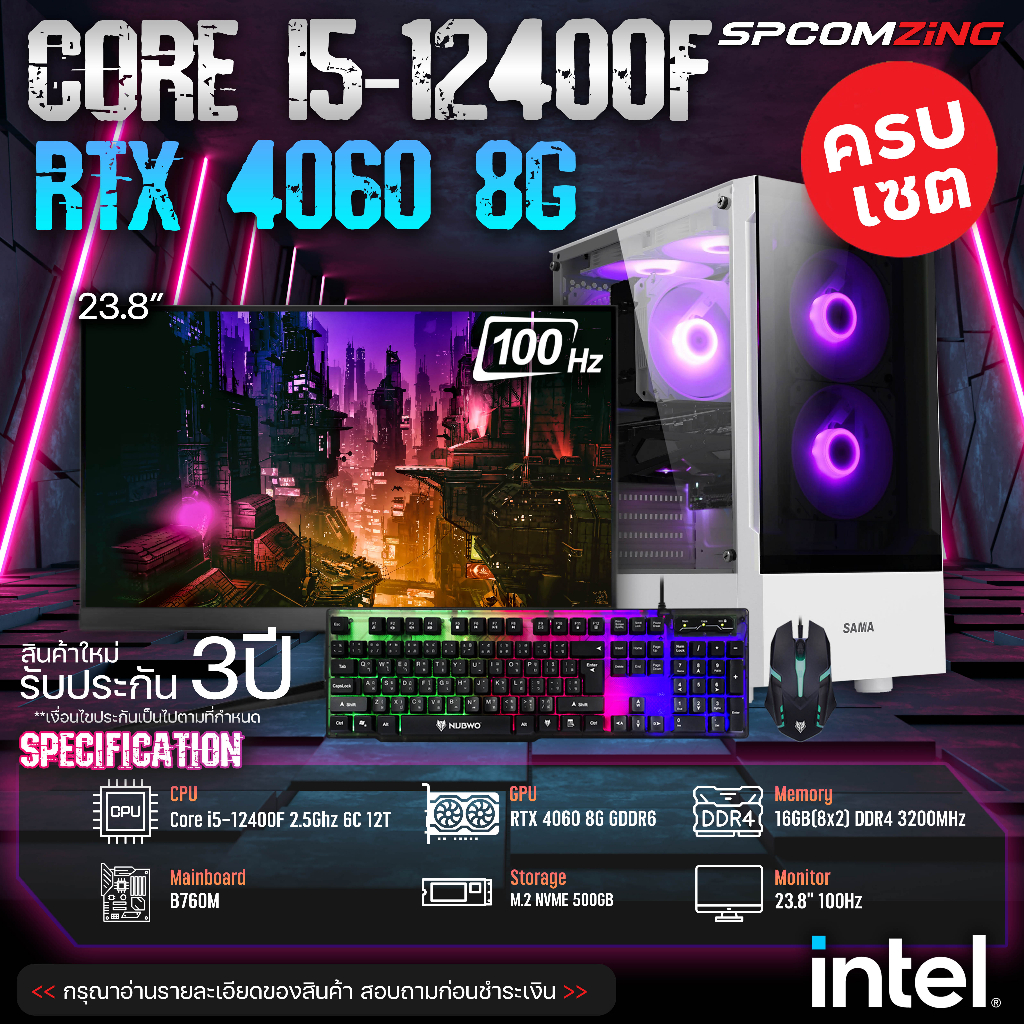 CORE I5-12400F
SPCOMZiNG
RTX 4060 8G
ครบ
เซต
23.8”
100 Hz
SAMA
สินค้าใหม่
รับประกัน 3ปี
**เงื่อนไขประกันเป็นไปตามที่กำหนด
NUBWO
SPECIFICATION
CPU
CPU
Core i5-12400F 2.5Ghz 6C 12T
GPU
RTX 4060 8G GDDR6
DDR4
Memory
16GB(8x2) DDR4 3200MHz
Mainboard
B760M
Storage
M.2 NVME 500GB
Monitor
23.8" 100Hz
<< กรุณาอ่านรายละเอียดของสินค้า สอบถามก่อนชำระเงิน >>
intel®